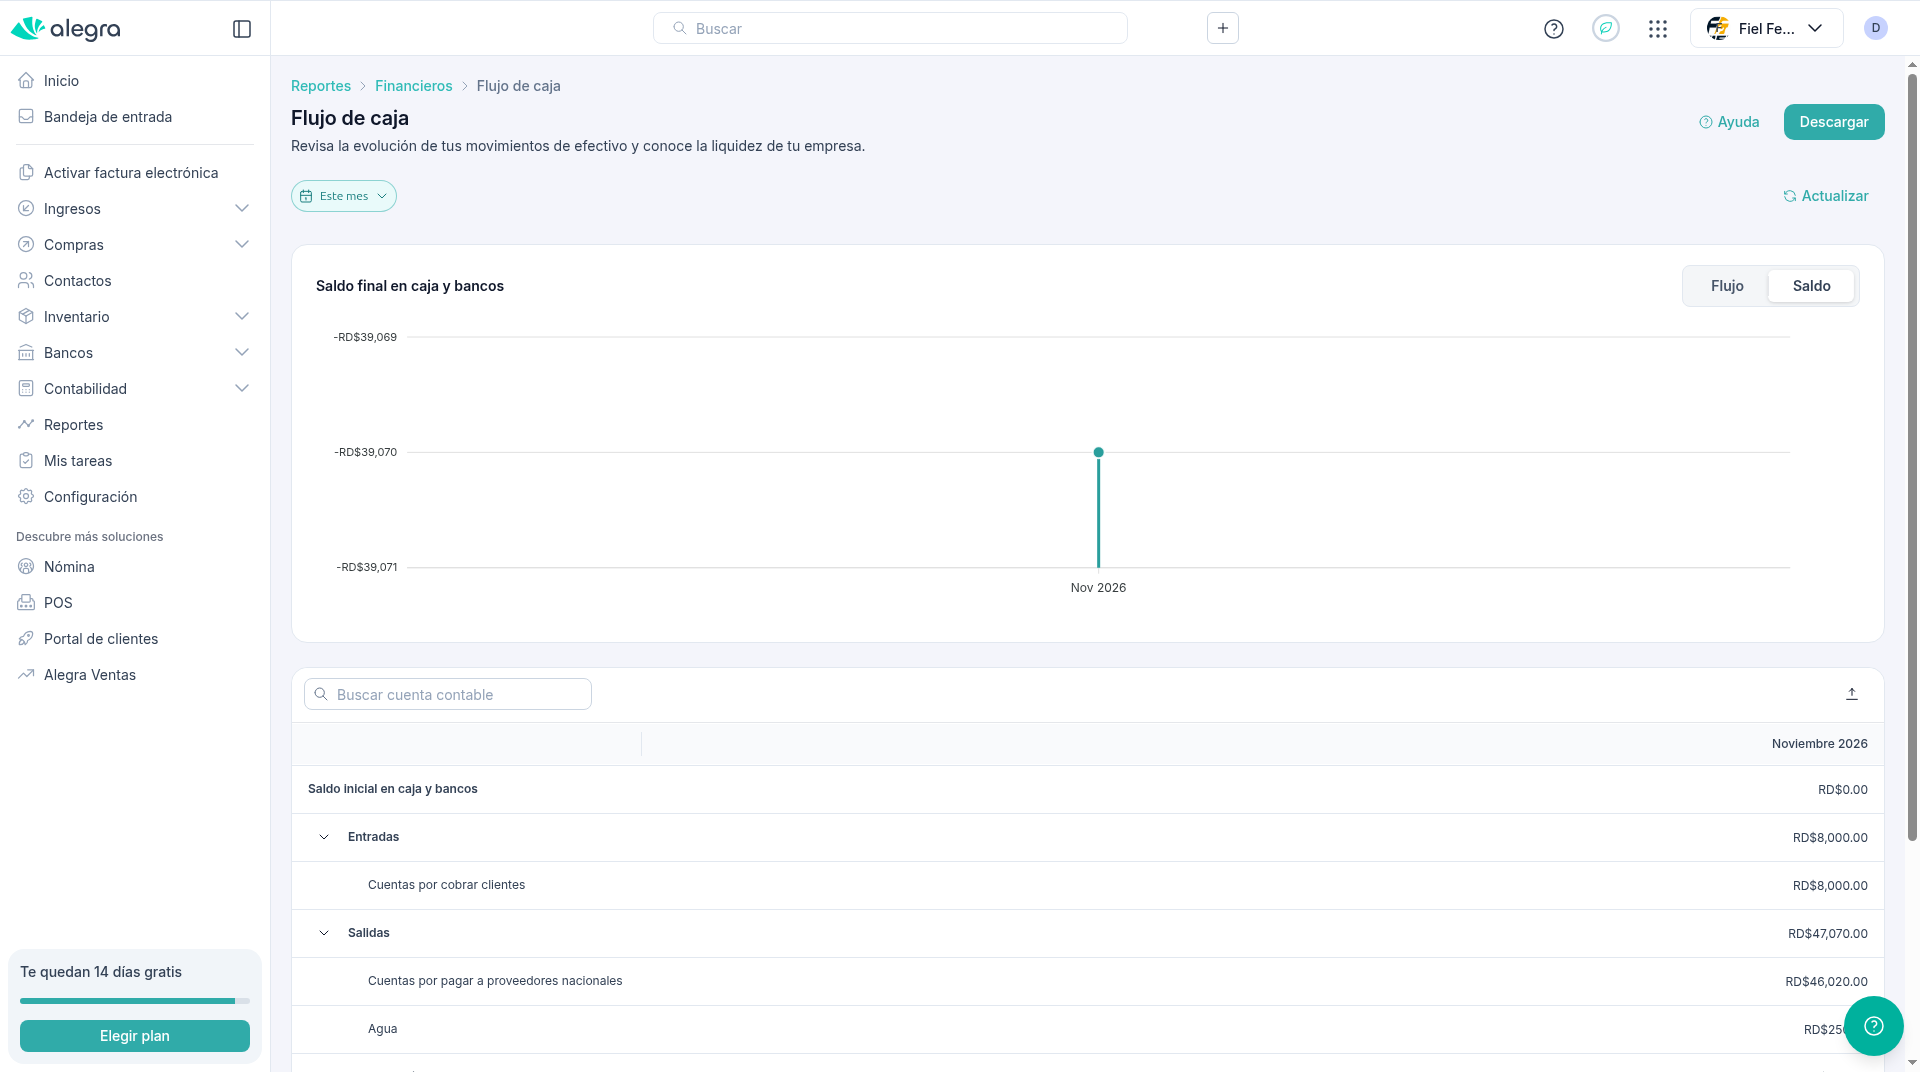 alegra
Buscar
Fiel Fe...
D
Inicio
Bandeja de entrada
Activar factura electrónica
Ingresos
Compras
Contactos
Inventario
Bancos
Contabilidad
Reportes
Mis tareas
Configuración
Descubre más soluciones
Nómina
POS
Portal de clientes
Alegra Ventas
Te quedan 14 días gratis
Elegir plan
Reportes > Financieros > Flujo de caja
Flujo de caja
Revisa la evolución de tus movimientos de efectivo y conoce la liquidez de tu empresa.
Ayuda
Descargar
Este mes
Actualizar
Saldo final en caja y bancos
Flujo
Saldo
-RD$39,069
-RD$39,070
-RD$39,071
Nov 2026
Buscar cuenta contable
Noviembre 2026
Saldo inicial en caja y bancos RD$0.00
Entradas RD$8,000.00
Cuentas por cobrar clientes RD$8,000.00
Salidas RD$47,070.00
Cuentas por pagar a proveedores nacionales RD$46,020.00
Agua